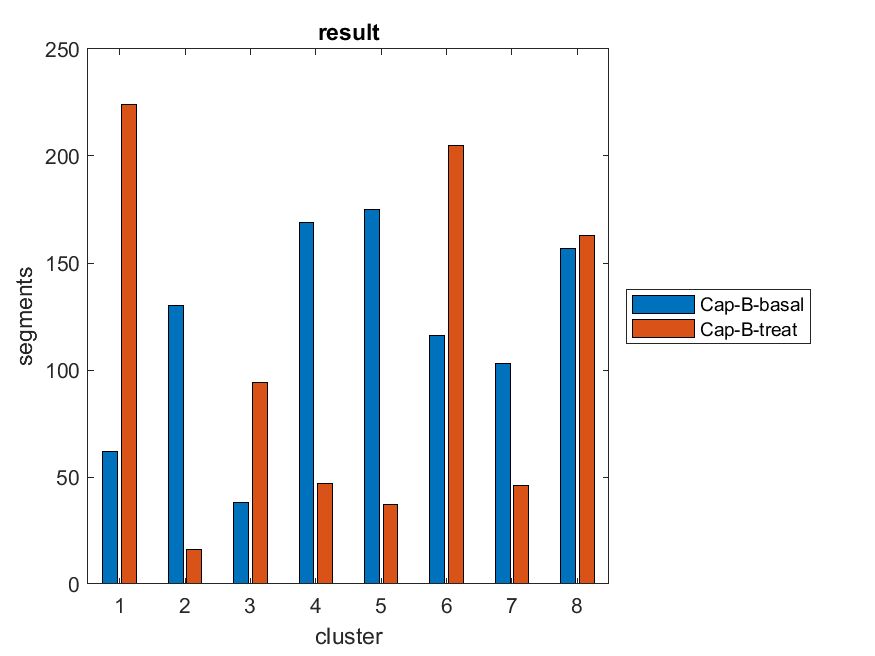 result
250
200
150
100
50
0
segments
1 2 3 4 5 6 7 8
cluster
Cap-B-basal
Cap-B-treat